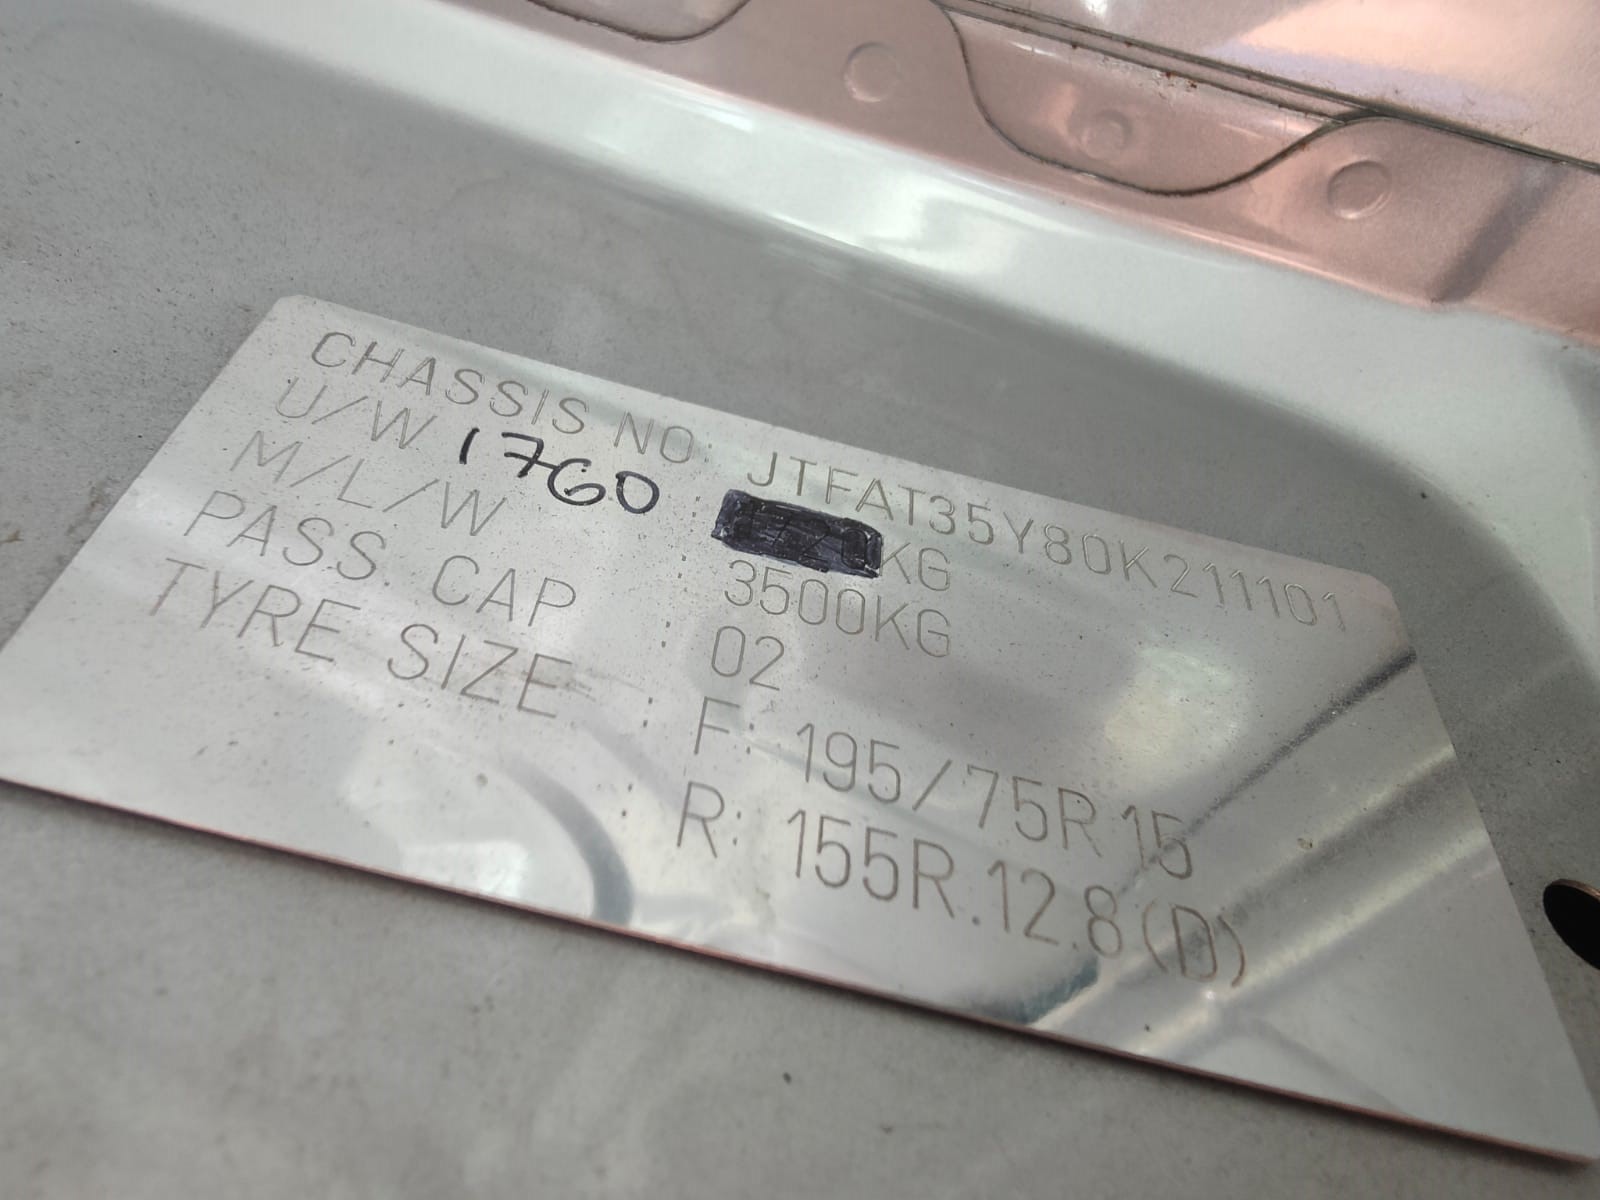 CHASSIS NO: JTFAT35Y80K211101
U/W 1760 : KG
M/L/W : 3500KG
PASS. CAP : 02
TYRE SIZE : F: 195/75R 15
: R: 155R.12.8(D)